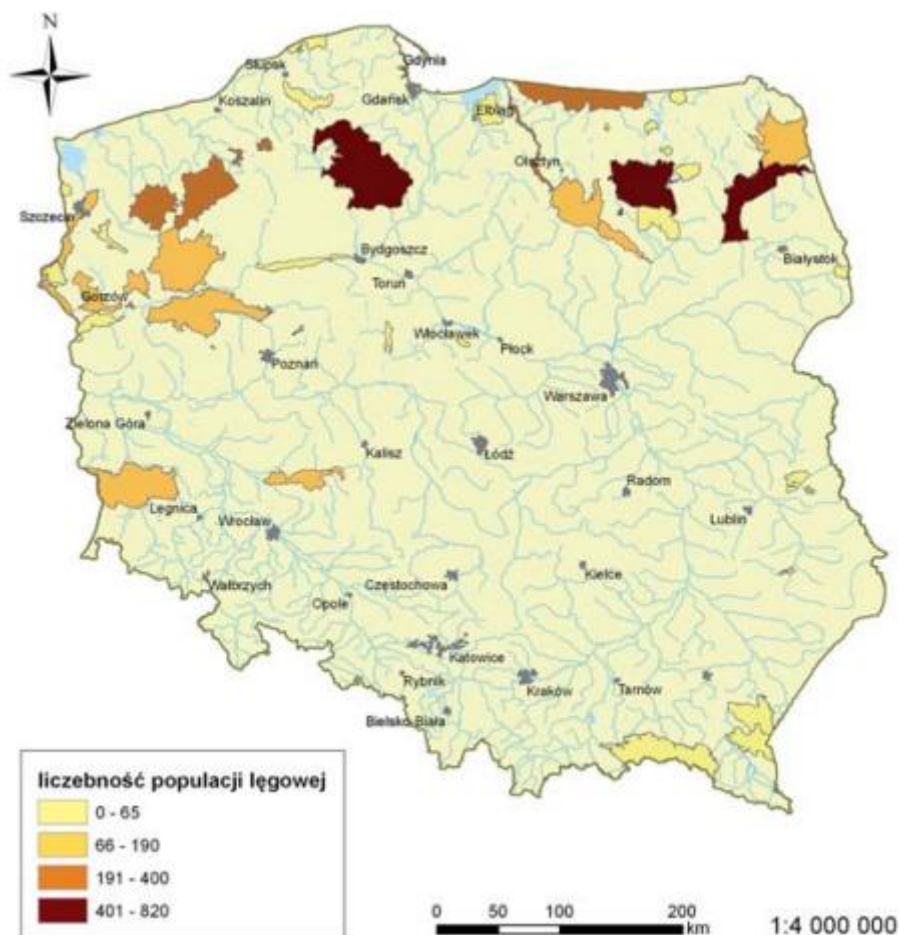 N
Gdynia
Słupsk
Koszalin
Gdańsk
Elbląg
Olsztyn
Szczecin
Bydgoszcz
Białystok
Toruń
Gorzów
Włocławek
Płock
Poznań
Warszawa
Zielona Góra
Kalisz
Łódź
Radom
Legnica
Lublin
Wrocław
Wałbrzych
Częstochowa
Kielce
Opole
Katowice
Rybnik
Kraków
Tarnów
Bielsko Biała
liczebność populacji lęgowej
0 - 65
66 - 190
191 - 400
401 - 820
0 50 100 200
km
1:4 000 000